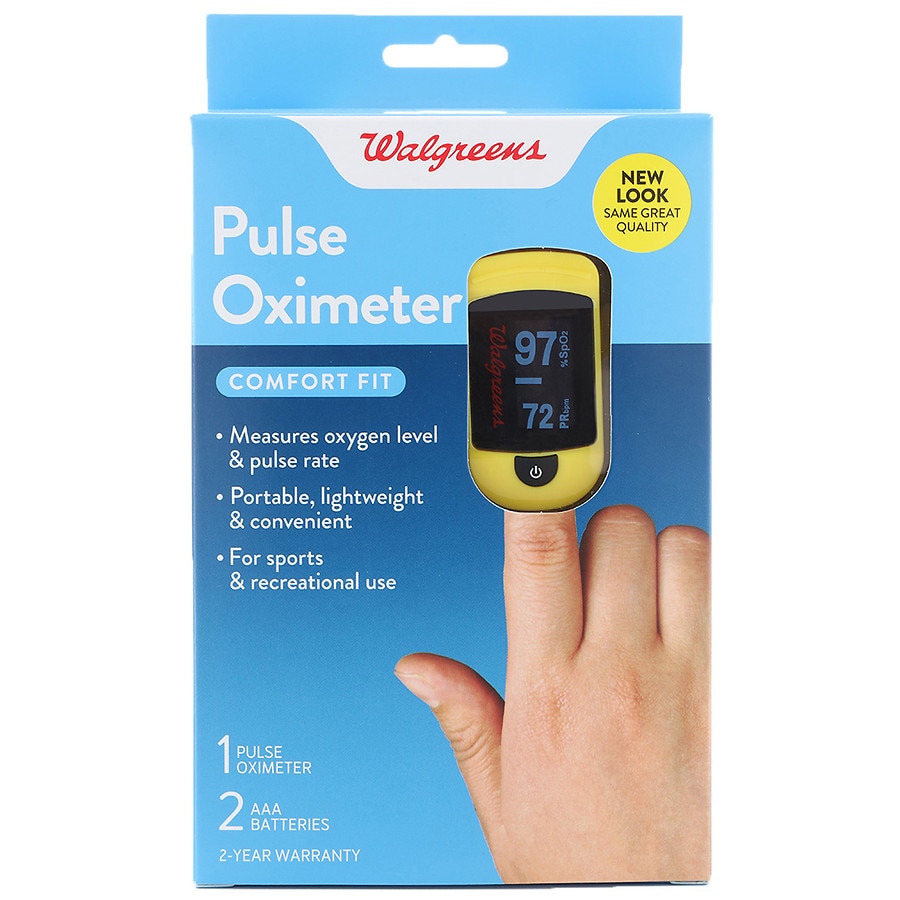 Walgreens
NEW
LOOK
SAME GREAT
QUALITY
Pulse
Oximeter
Walgreens
97
%SpO2
72
PRbpm
COMFORT FIT
• Measures oxygen level
& pulse rate
• Portable, lightweight
& convenient
• For sports
& recreational use
1 PULSE
OXIMETER
2 AAA
BATTERIES
2-YEAR WARRANTY